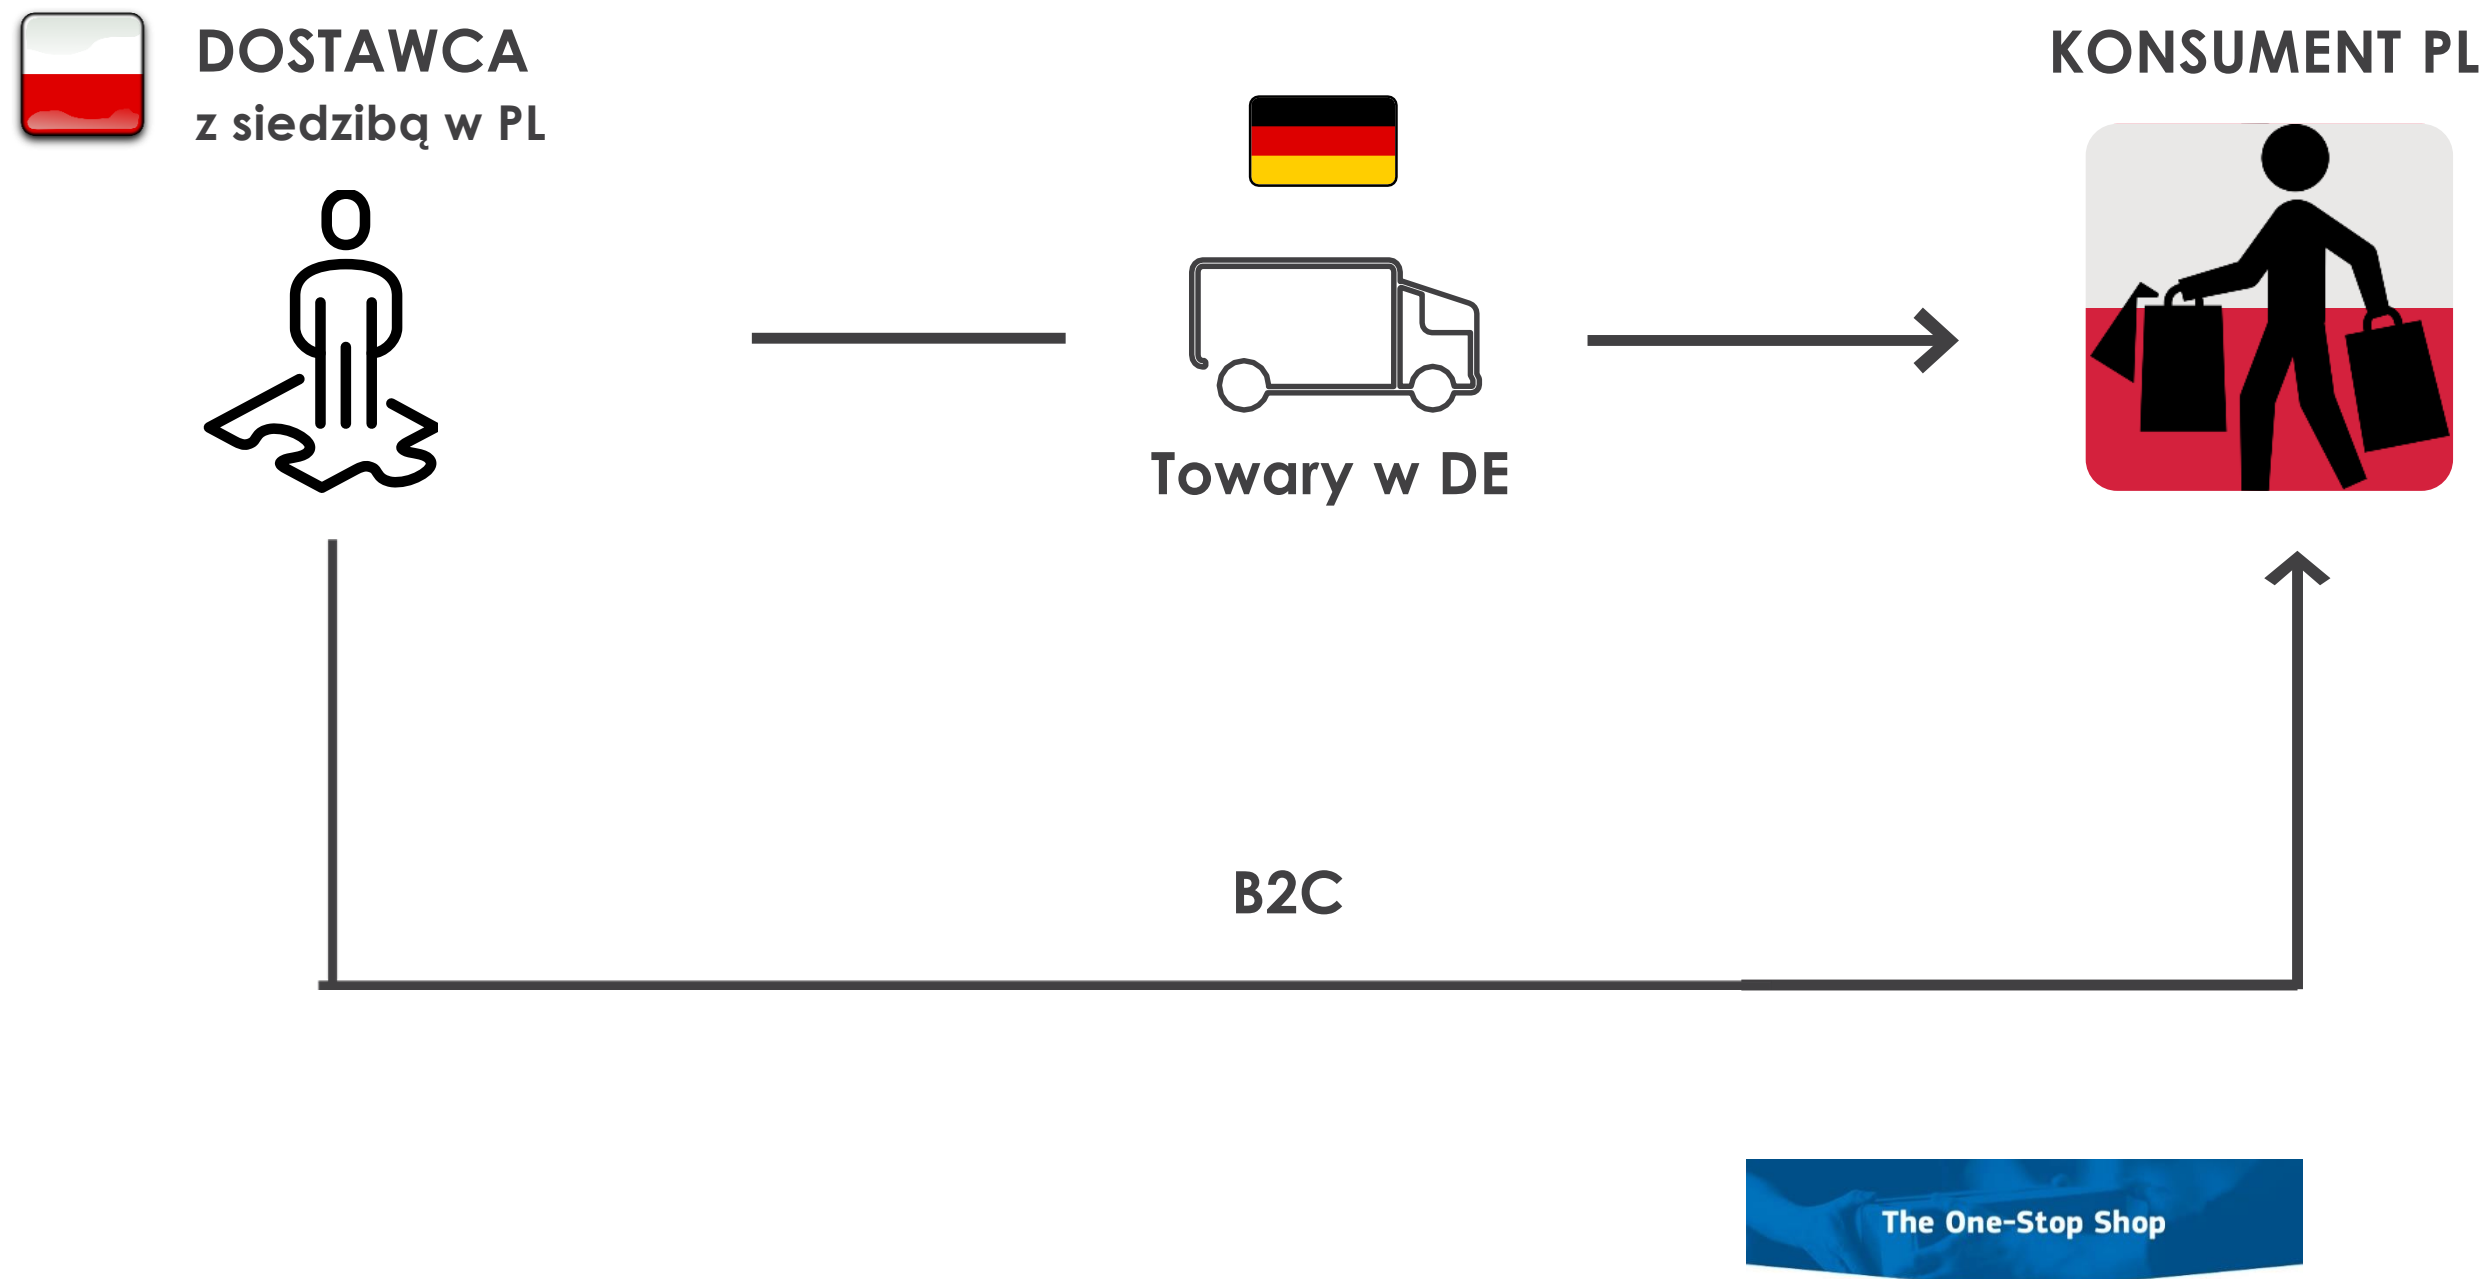 DOSTAWCA
z siedzibą w PL
KONSUMENT PL
Towary w DE
B2C
The One-Stop Shop